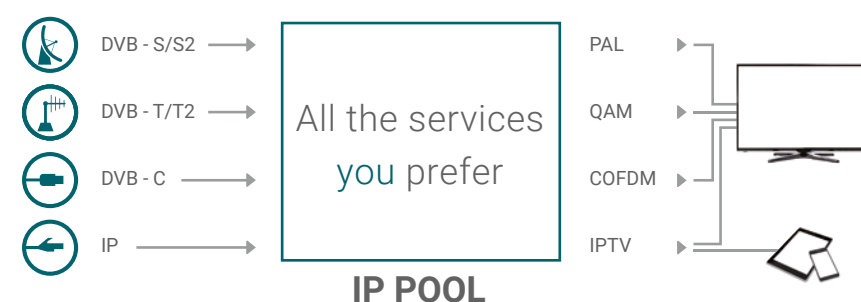 DVB - S/S2
DVB - T/T2
DVB - C
IP
All the services
you prefer
IP POOL
PAL
QAM
COFDM
IPTV